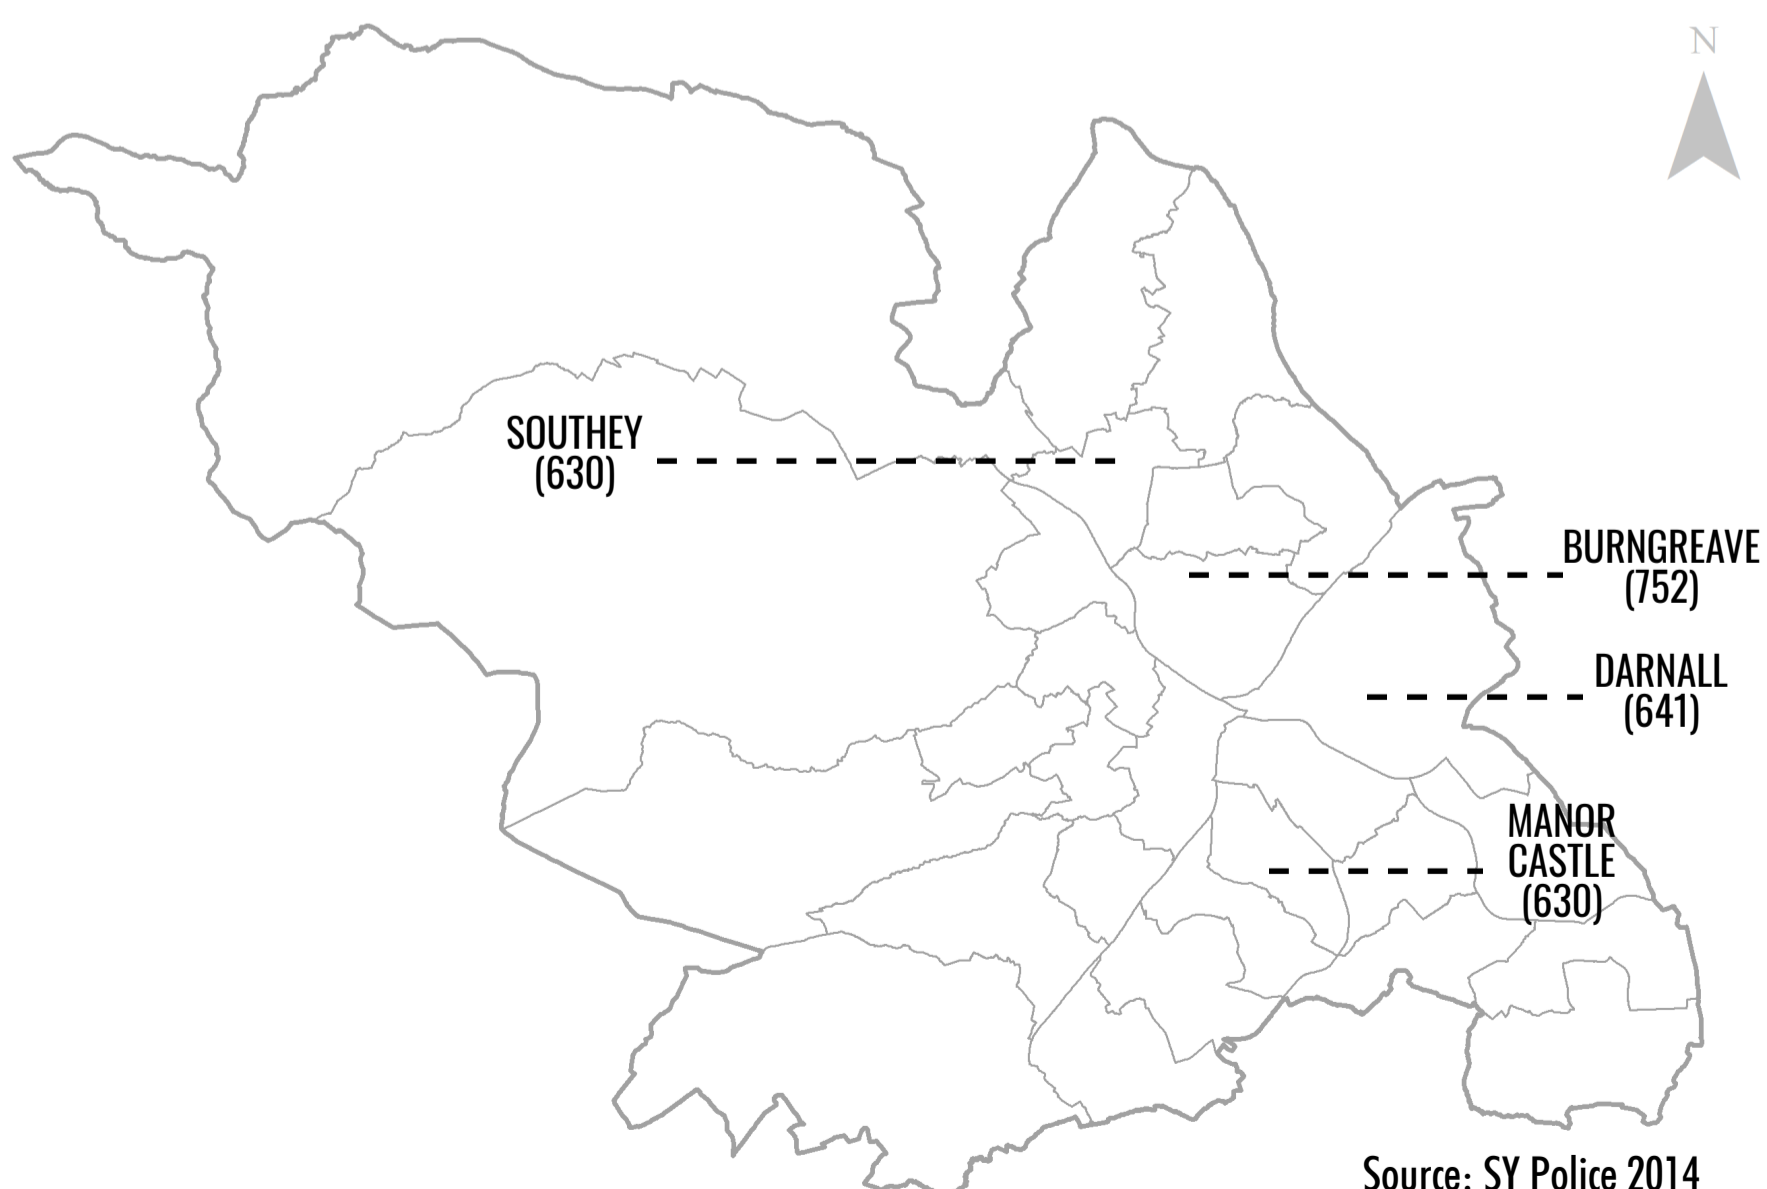 N
SOUTHEY
(630)
BURNGREAVE
(752)
DARNALL
(641)
MANOR
CASTLE
(630)
Source: SY Police 2014